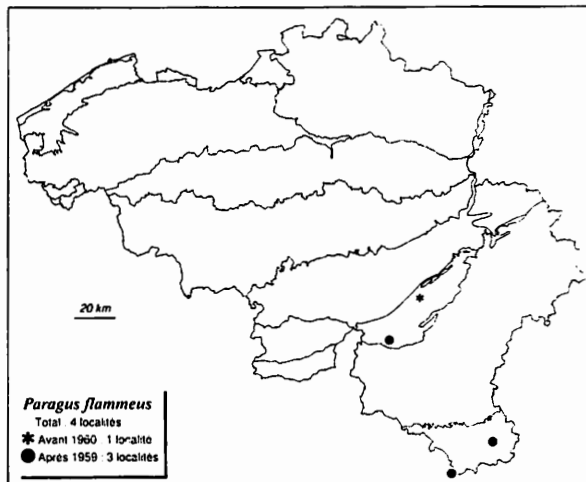 20 km
Paragus flammeus
Total : 4 localités
✱ Avant 1960 : 1 localité
● Après 1959 : 3 localités